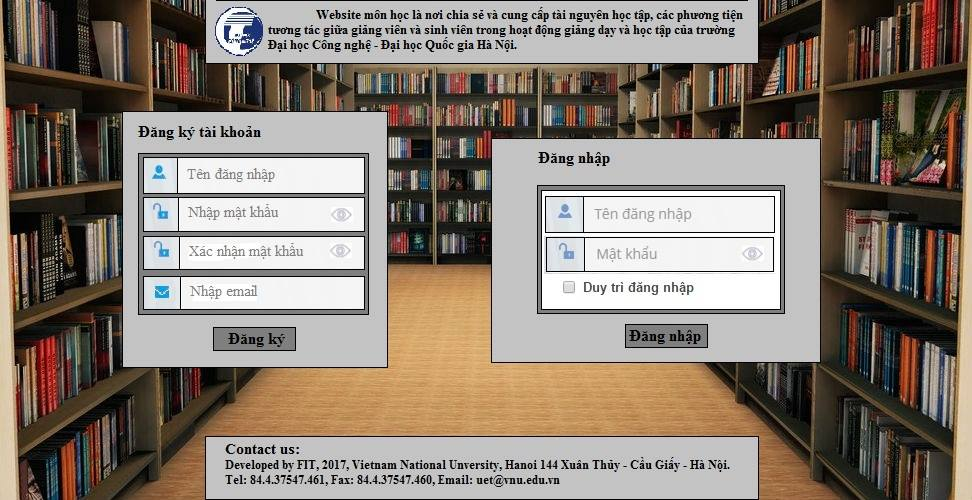 Website môn học là nơi chia sẻ và cung cấp tài nguyên học tập, các phương tiện
tương tác giữa giảng viên và sinh viên trong hoạt động giảng dạy và học tập của trường
Đại học Công nghệ - Đại học Quốc gia Hà Nội.
Đăng ký tài khoản
Tên đăng nhập
Nhập mật khẩu
Xác nhận mật khẩu
Nhập email
Đăng ký
Đăng nhập
Tên đăng nhập
Mật khẩu
Duy trì đăng nhập
Đăng nhập
Contact us:
Developed by FIT, 2017, Vietnam National Unversity, Hanoi 144 Xuân Thủy - Cầu Giấy - Hà Nội.
Tel: 84.4.37547.461, Fax: 84.4.37547.460, Email: uet@vnu.edu.vn